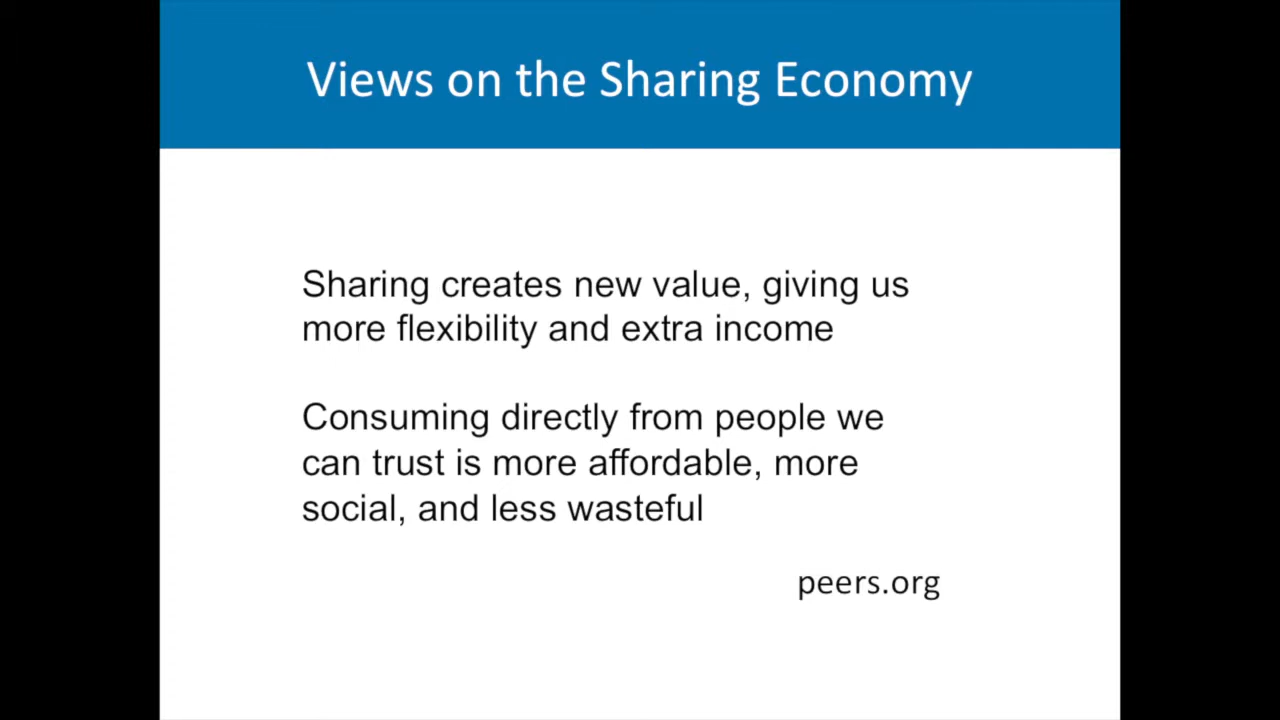 Views on the Sharing Economy
Sharing creates new value, giving us
more flexibility and extra income
Consuming directly from people we
can trust is more affordable, more
social, and less wasteful
peers.org